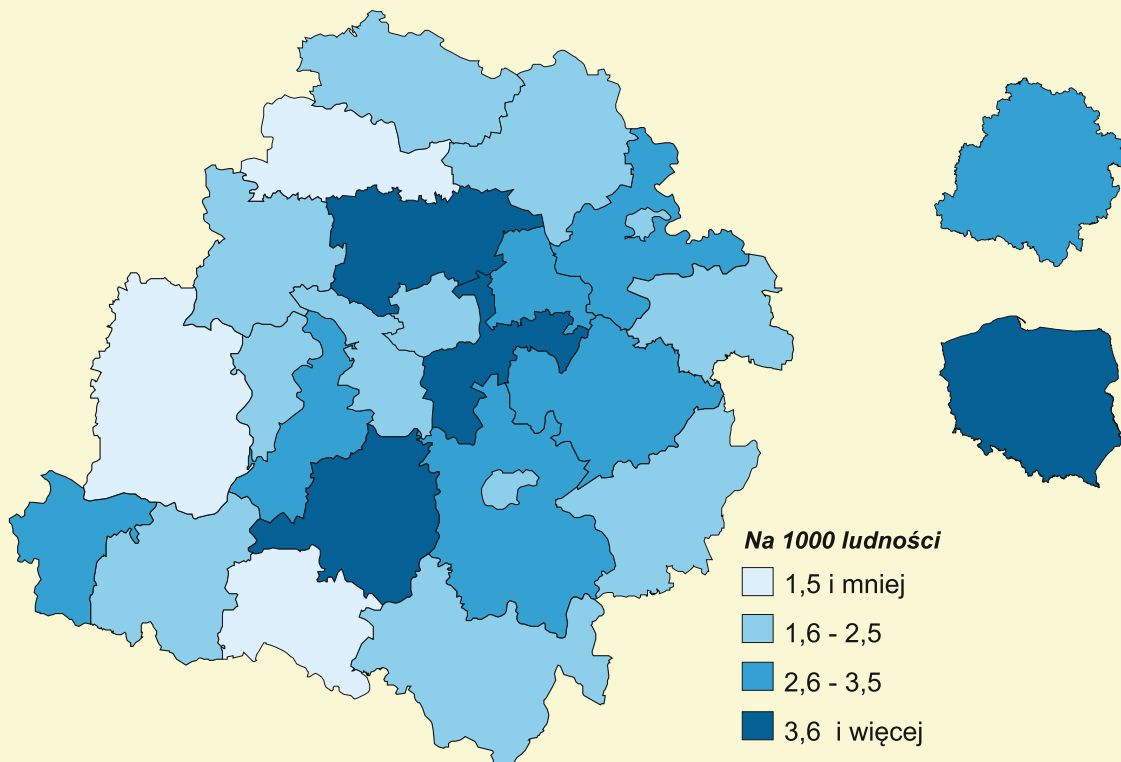 Na 1000 ludności
1,5 i mniej
1,6 - 2,5
2,6 - 3,5
3,6 i więcej